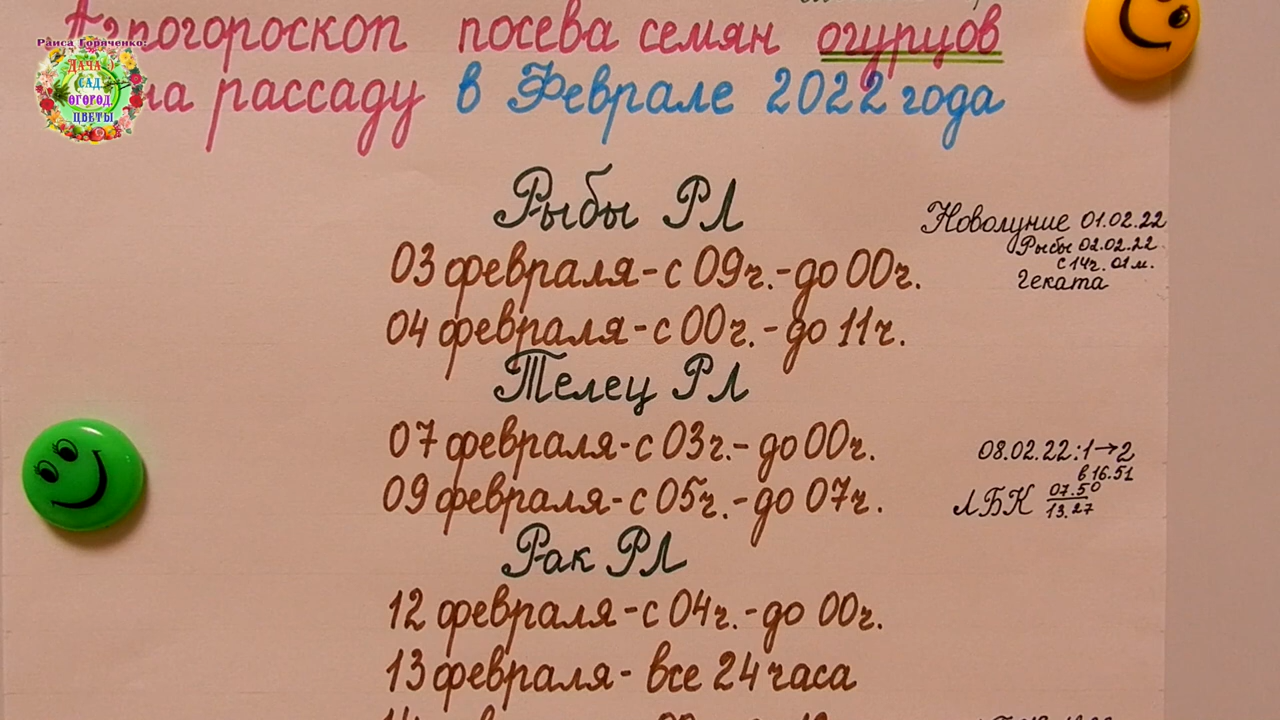 Раиса Горяченко:
ДАЧА
САД
ОГОРОД
ЦВЕТЫ
Агрогороскоп посева семян огурцов
на рассаду в Феврале 2022 года
Рыбы РЛ
03 февраля - с 09ч. - до 00ч.
04 февраля - с 00ч. - до 11ч.
Новолуние 01.02.22
Рыбы 02.02.22
с 14ч. 01м.
Геката
Телец РЛ
07 февраля - с 03ч. - до 00ч.
09 февраля - с 05ч. - до 07ч.
08.02.22:1→2
в 16.51
ЛБК 07.50
13.27
Рак РЛ
12 февраля - с 04ч. - до 00ч.
13 февраля - все 24 часа